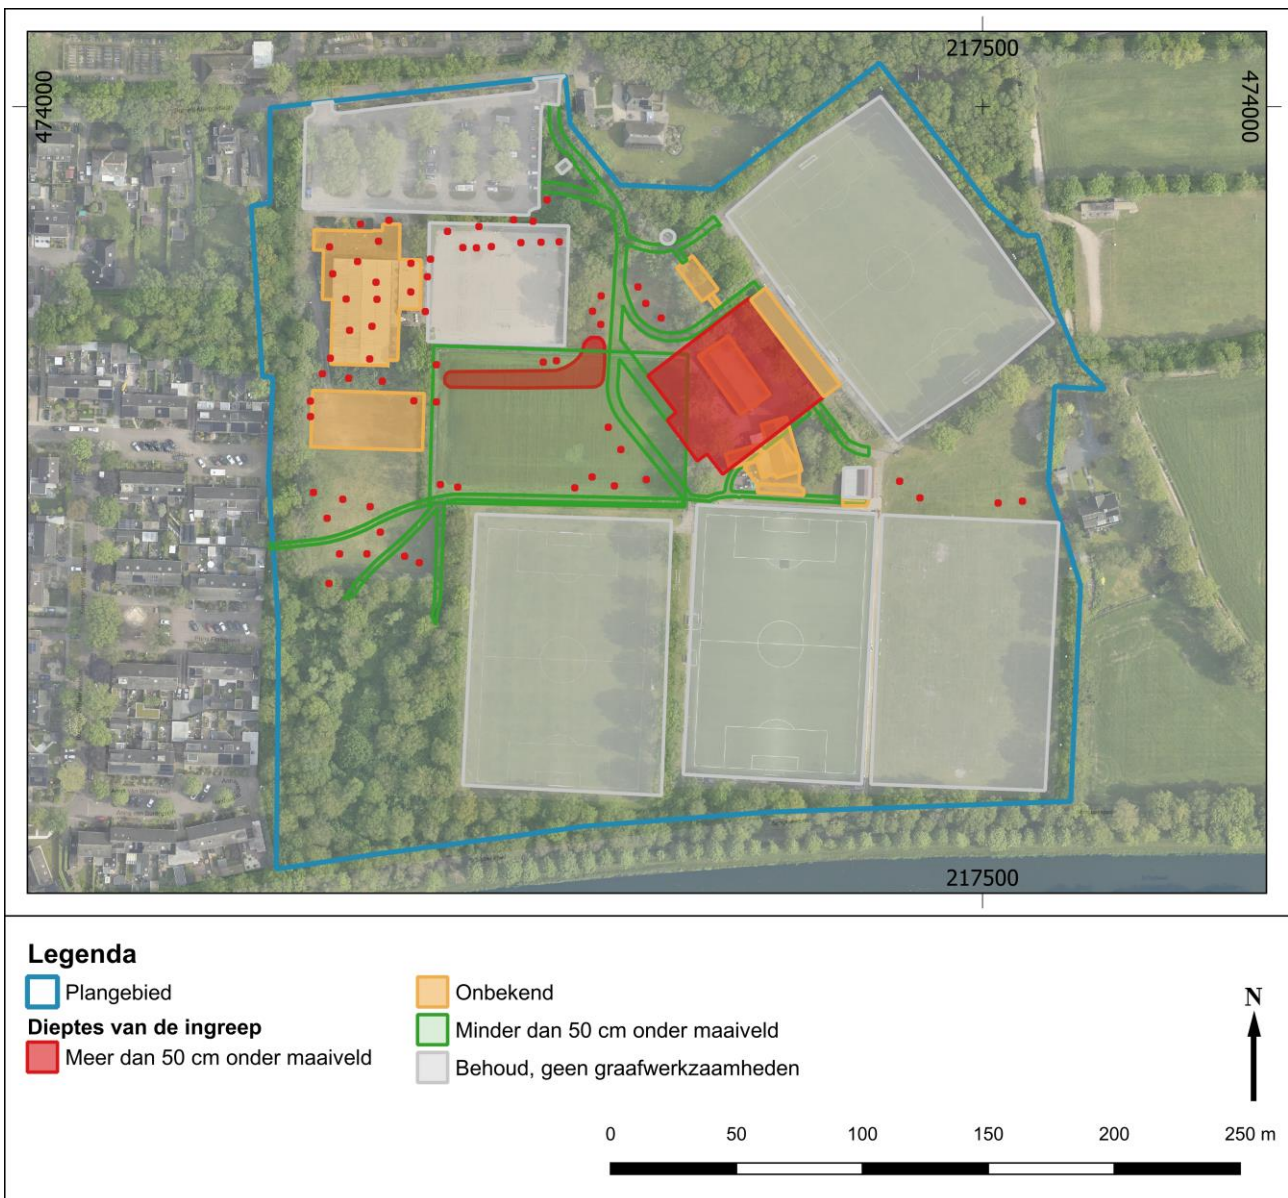 217500
474000
474000
217500
Legenda
Plangebied
Dieptes van de ingreep
Meer dan 50 cm onder maaiveld
Onbekend
Minder dan 50 cm onder maaiveld
Behoud, geen graafwerkzaamheden
N
0 50 100 150 200 250 m